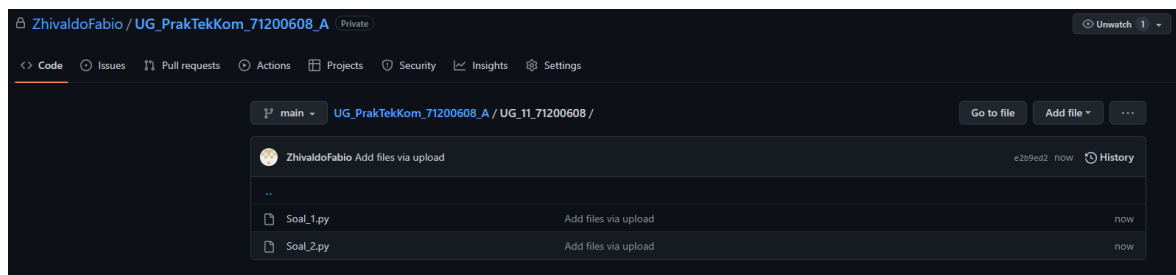 ZhivaldoFabio / UG_PrakTekKom_71200608_A Private Unwatch 1
<> Code Issues Pull requests Actions Projects Security Insights Settings
main UG_PrakTekKom_71200608_A / UG_11_71200608 / Go to file Add file ...
ZhivaldoFabio Add files via upload e2b9ed2 now History
..
Soal_1.py Add files via upload now
Soal_2.py Add files via upload now